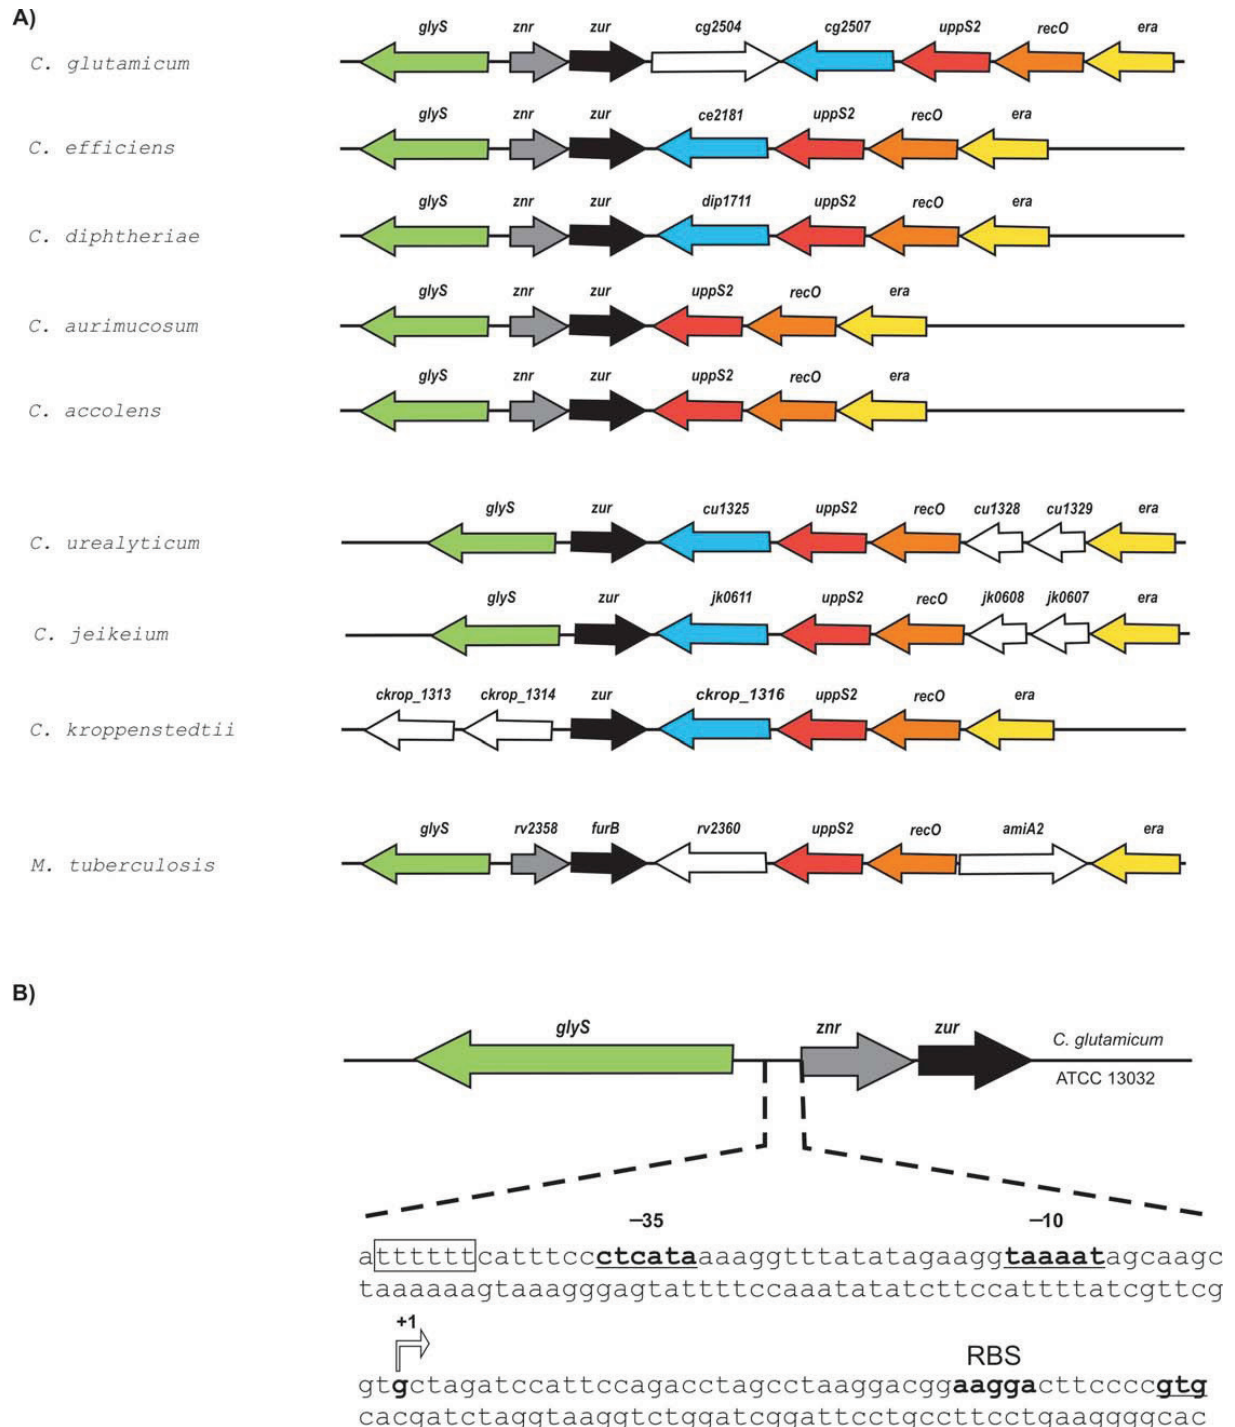 A)
glyS znr zur cg2504 cg2507 uppS2 recO era
C. glutamicum
glyS znr zur ce2181 uppS2 recO era
C. efficiens
glyS znr zur dip1711 uppS2 recO era
C. diphtheriae
glyS znr zur uppS2 recO era
C. aurimucosum
glyS znr zur uppS2 recO era
C. accolens
glyS zur cu1325 uppS2 recO cu1328 cu1329 era
C. urealyticum
glyS zur jk0611 uppS2 recO jk0608 jk0607 era
C. jeikeium
ckrop_1313 ckrop_1314 zur ckrop_1316 uppS2 recO era
C. kroppenstedtii
glyS rv2358 furB rv2360 uppS2 recO amiA2 era
M. tuberculosis
B)
glyS znr zur
C. glutamicum
ATCC 13032
–35 –10
attttttcatttccctcataaaaggtttatatagaaggtaaaatagcaagc
taaaaaagtaaagggagtattttccaaatatatcttccattttatcgttcg
+1
RBS
gtgctagatccattccagacctagcctaaggacggaaggacttccccgtg
cacgatctaggtaaggtctggatcggattcctgccttcctgaaggggcac